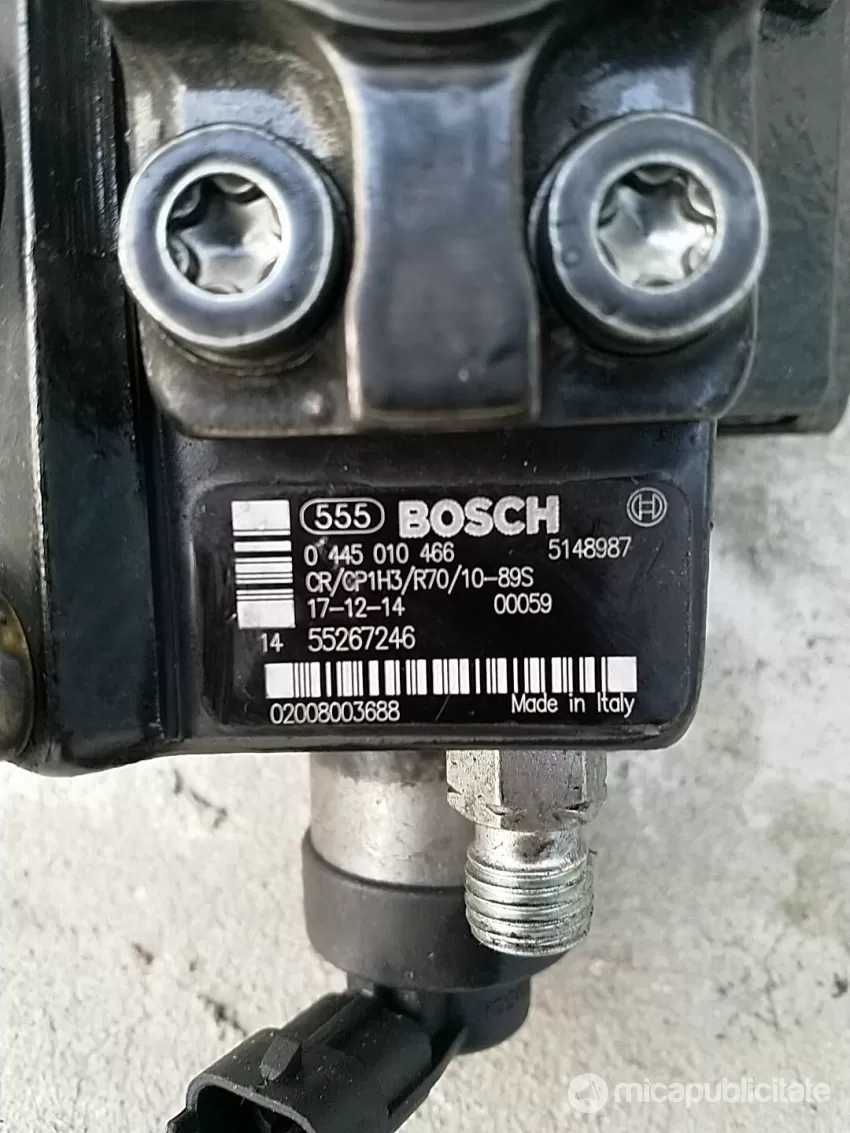 555 BOSCH
0 445 010 466 5148987
CR/CP1H3/R70/10-89S
17-12-14 00059
14 55267246
02008003688 Made in Italy
micapublicitate